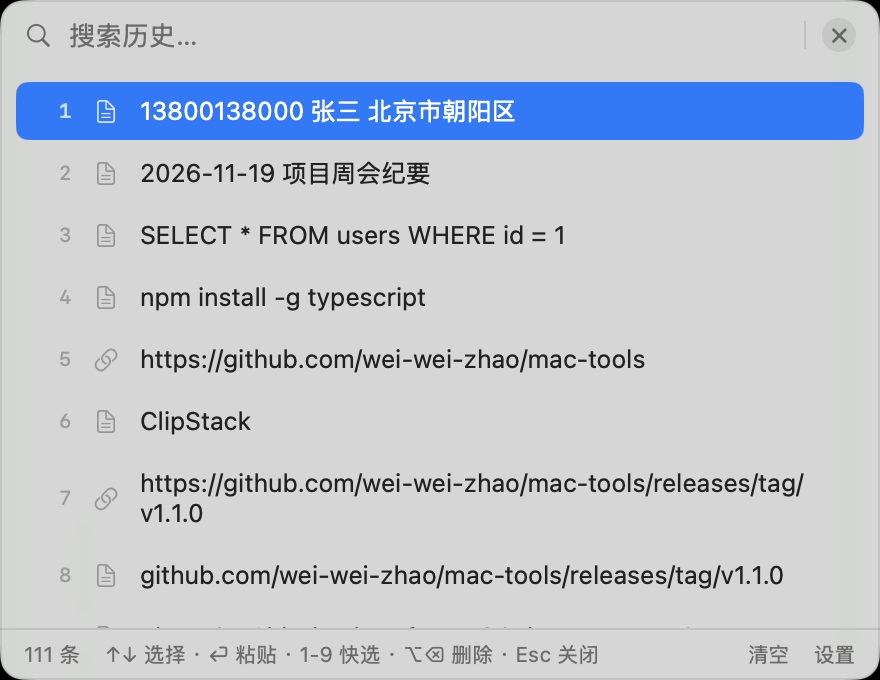 搜索历史...
1 13800138000 张三 北京市朝阳区
2 2026-11-19 项目周会纪要
3 SELECT * FROM users WHERE id = 1
4 npm install -g typescript
5 https://github.com/wei-wei-zhao/mac-tools
6 ClipStack
7 https://github.com/wei-wei-zhao/mac-tools/releases/tag/
v1.1.0
8 github.com/wei-wei-zhao/mac-tools/releases/tag/v1.1.0
111 条 ↑↓ 选择 · ↩ 粘贴 · 1-9 快选 · ⌥⌫ 删除 · Esc 关闭 清空 设置